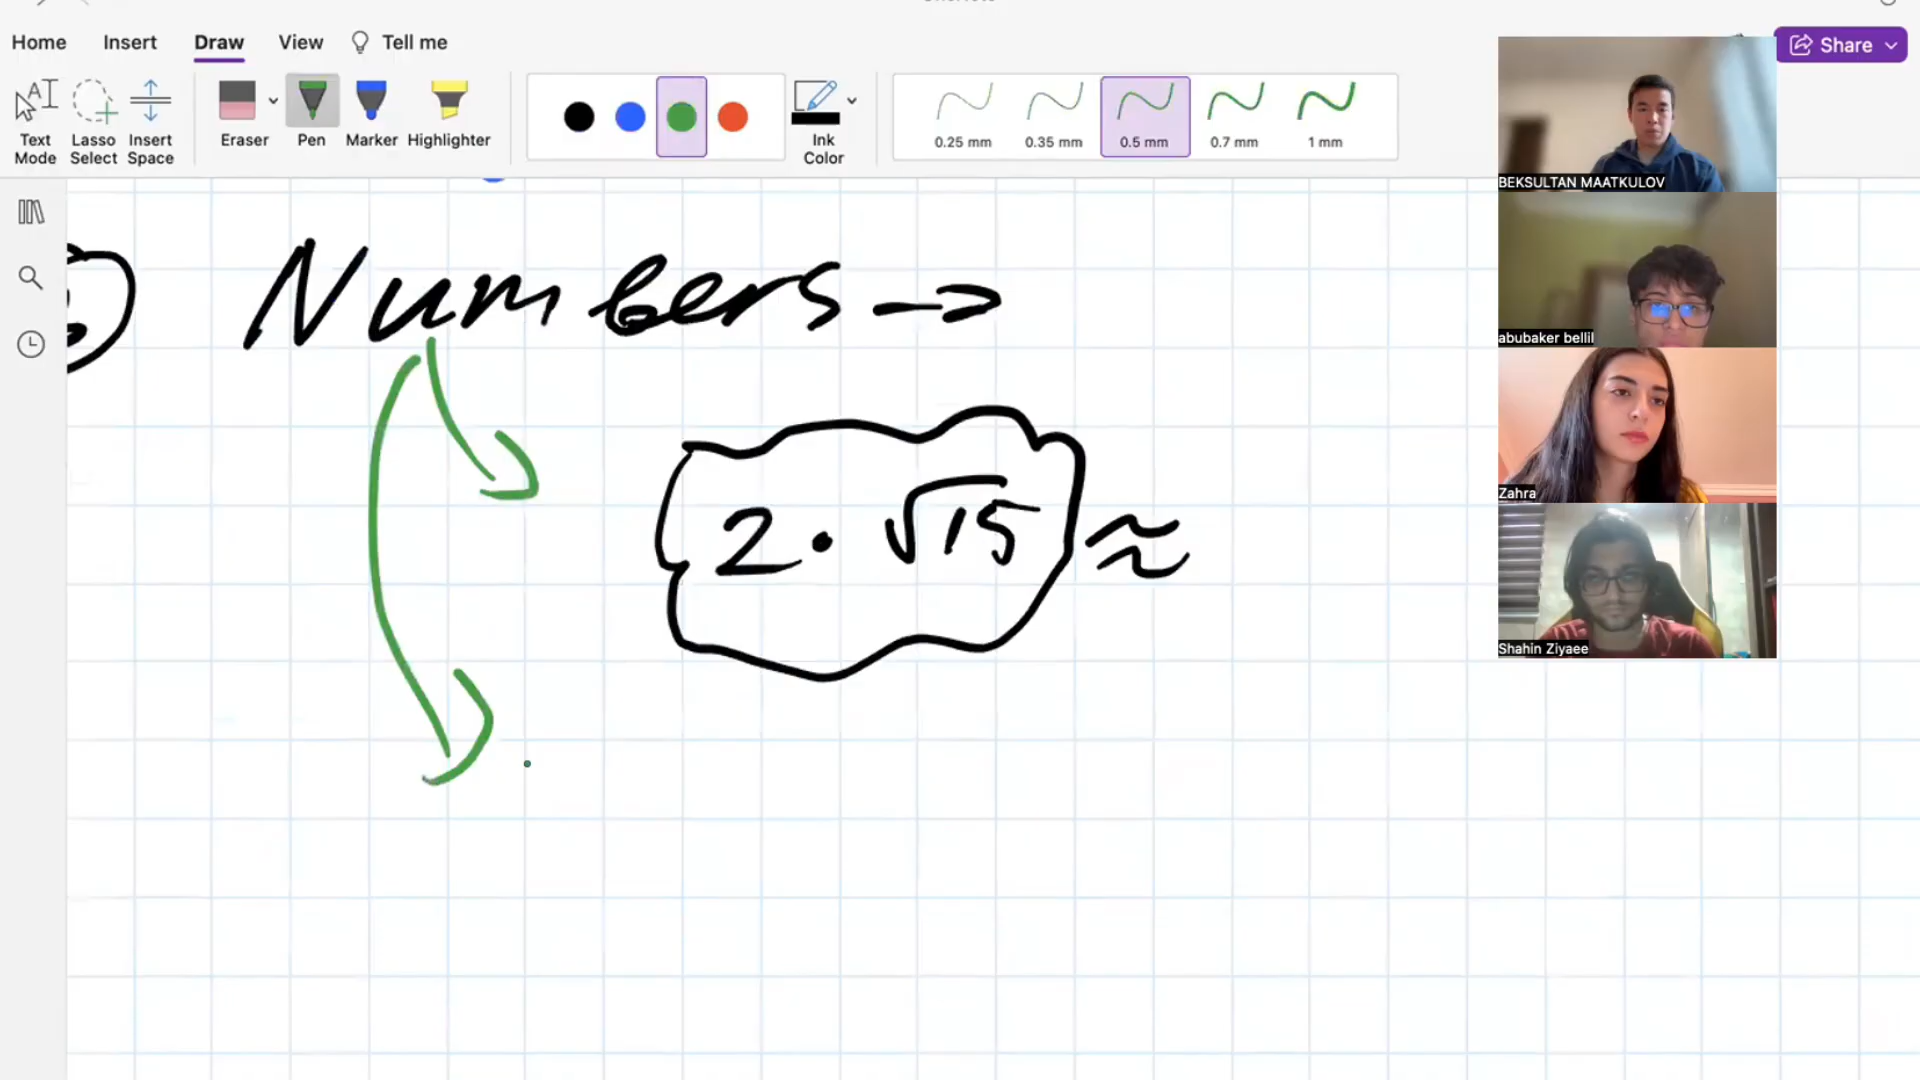 Home Insert Draw View Tell me
Share
Text Mode
Lasso Select
Insert Space
Eraser
Pen
Marker
Highlighter
Ink Color
0.25 mm
0.35 mm
0.5 mm
0.7 mm
1 mm
BEKSULTAN MAATKULOV
abubaker bellil
Zahra
Shahin Ziyaee
Numbers →
2 · √15 ≈